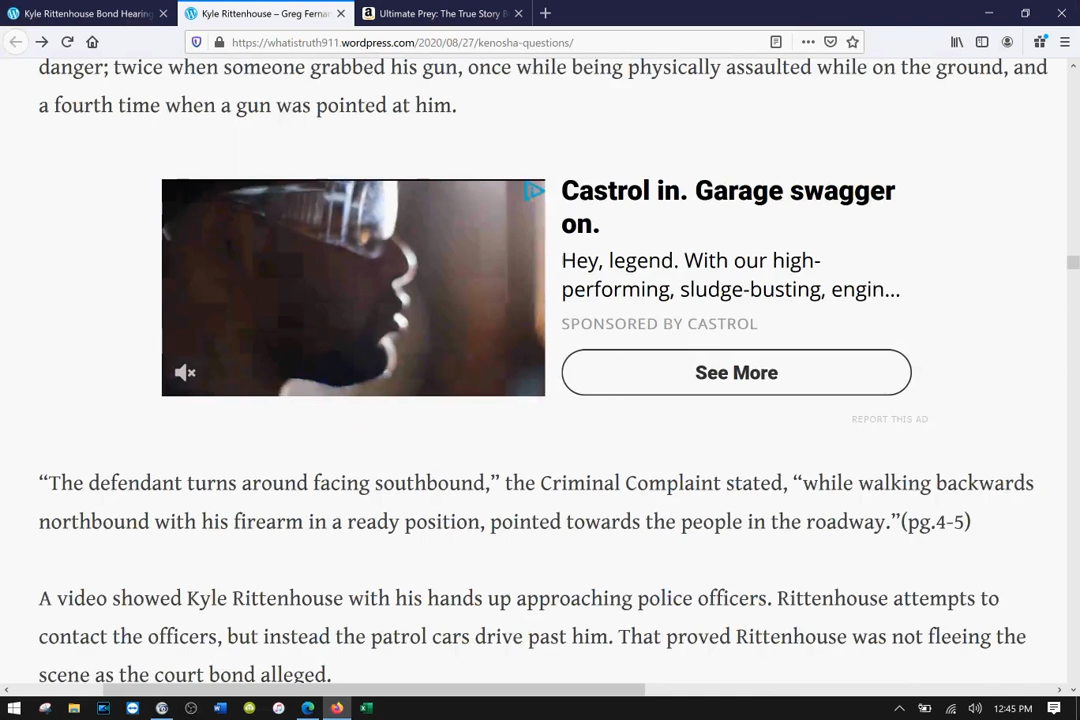 Kyle Rittenhouse Bond Hearing
Kyle Rittenhouse – Greg Fernan
Ultimate Prey: The True Story B
https://whatistruth911.wordpress.com/2020/08/27/kenosha-questions/
danger; twice when someone grabbed his gun, once while being physically assaulted while on the ground, and
a fourth time when a gun was pointed at him.
Castrol in. Garage swagger
on.
Hey, legend. With our high-
performing, sludge-busting, engin...
SPONSORED BY CASTROL
See More
REPORT THIS AD
“The defendant turns around facing southbound,” the Criminal Complaint stated, “while walking backwards
northbound with his firearm in a ready position, pointed towards the people in the roadway.”(pg.4-5)
A video showed Kyle Rittenhouse with his hands up approaching police officers. Rittenhouse attempts to
contact the officers, but instead the patrol cars drive past him. That proved Rittenhouse was not fleeing the
scene as the court bond alleged.
12:45 PM